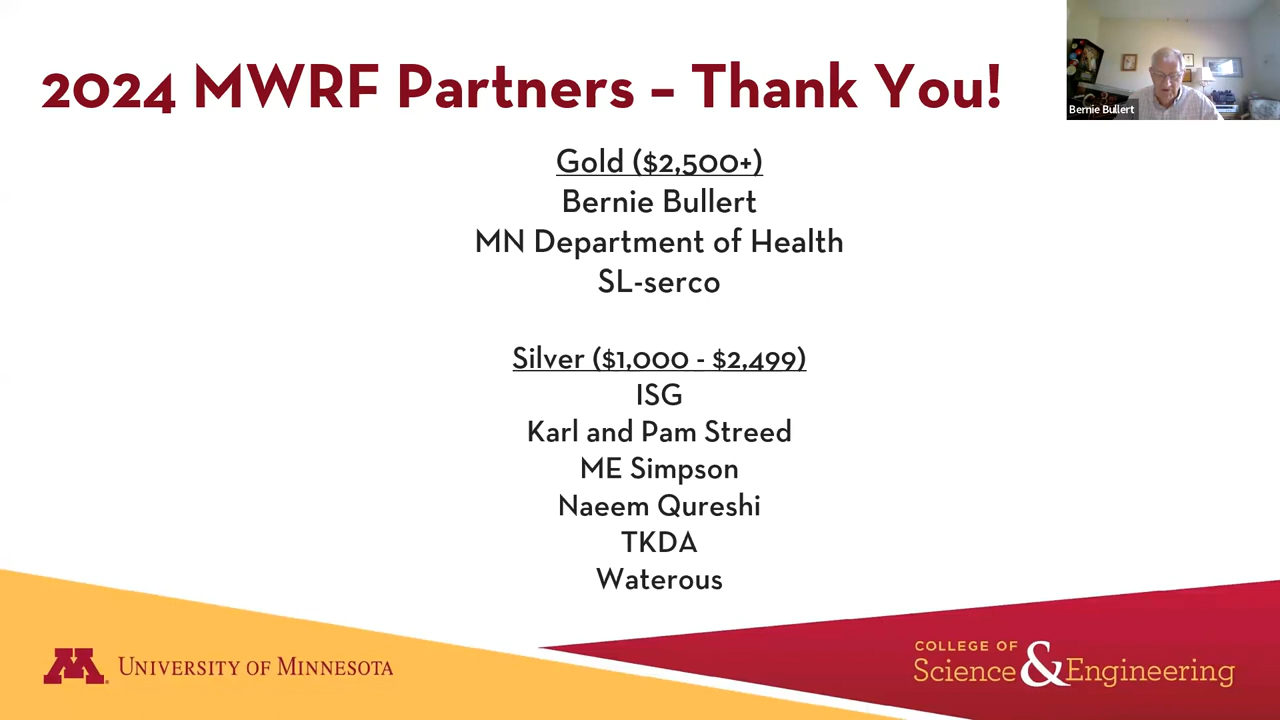 2024 MWRF Partners – Thank You!
Bernie Bullert
Gold ($2,500+)
Bernie Bullert
MN Department of Health
SL-serco
Silver ($1,000 - $2,499)
ISG
Karl and Pam Streed
ME Simpson
Naeem Qureshi
TKDA
Waterous
M
UNIVERSITY OF MINNESOTA
COLLEGE OF
Science & Engineering